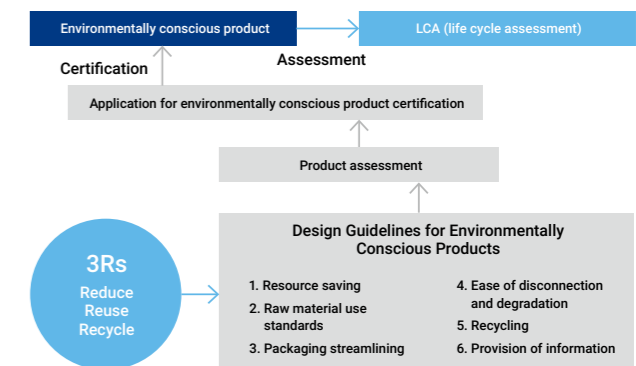 Environmentally conscious product
LCA (life cycle assessment)
Certification
Assessment
Application for environmentally conscious product certification
Product assessment
3Rs
Reduce
Reuse
Recycle
Design Guidelines for Environmentally
Conscious Products
1. Resource saving
2. Raw material use
standards
3. Packaging streamlining
4. Ease of disconnection
and degradation
5. Recycling
6. Provision of information